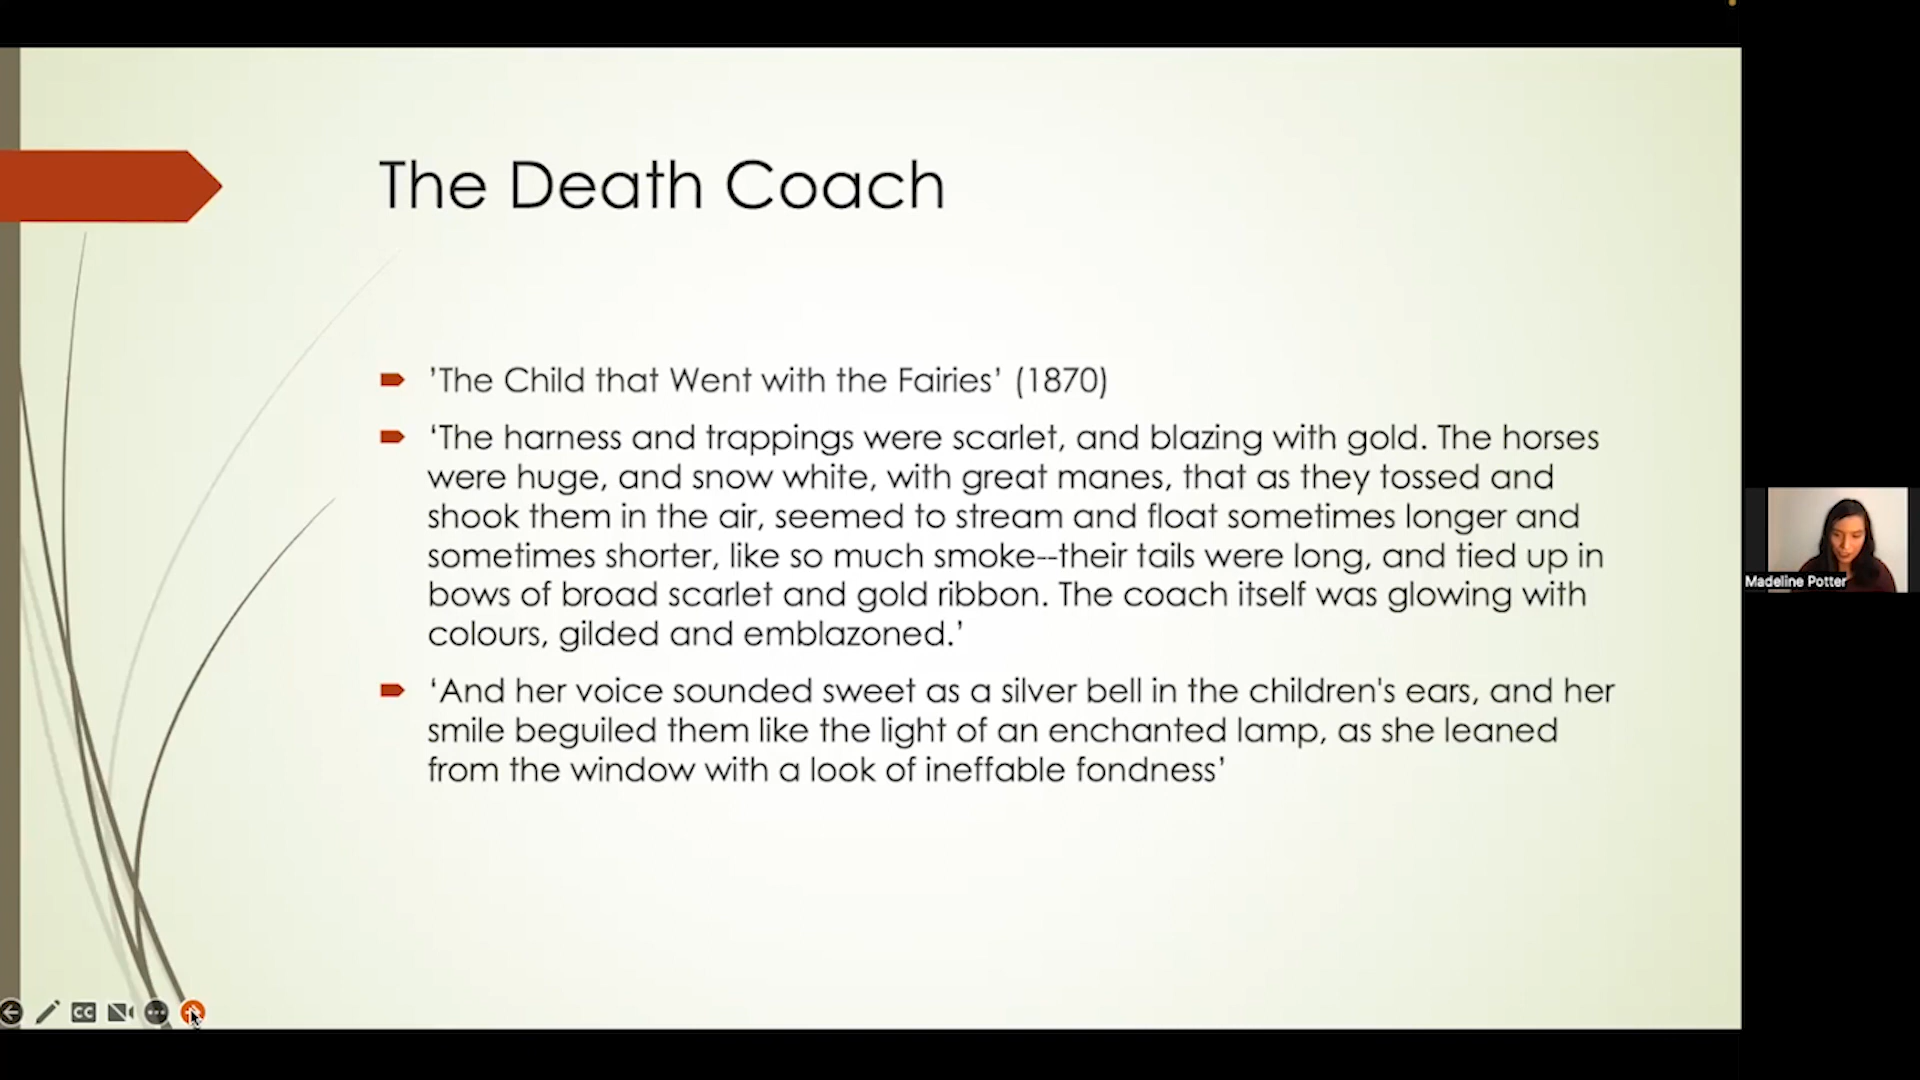 The Death Coach
’The Child that Went with the Fairies’ (1870)
‘The harness and trappings were scarlet, and blazing with gold. The horses
were huge, and snow white, with great manes, that as they tossed and
shook them in the air, seemed to stream and float sometimes longer and
sometimes shorter, like so much smoke--their tails were long, and tied up in
bows of broad scarlet and gold ribbon. The coach itself was glowing with
colours, gilded and emblazoned.’
‘And her voice sounded sweet as a silver bell in the children's ears, and her
smile beguiled them like the light of an enchanted lamp, as she leaned
from the window with a look of ineffable fondness’
Madeline Potter
CC